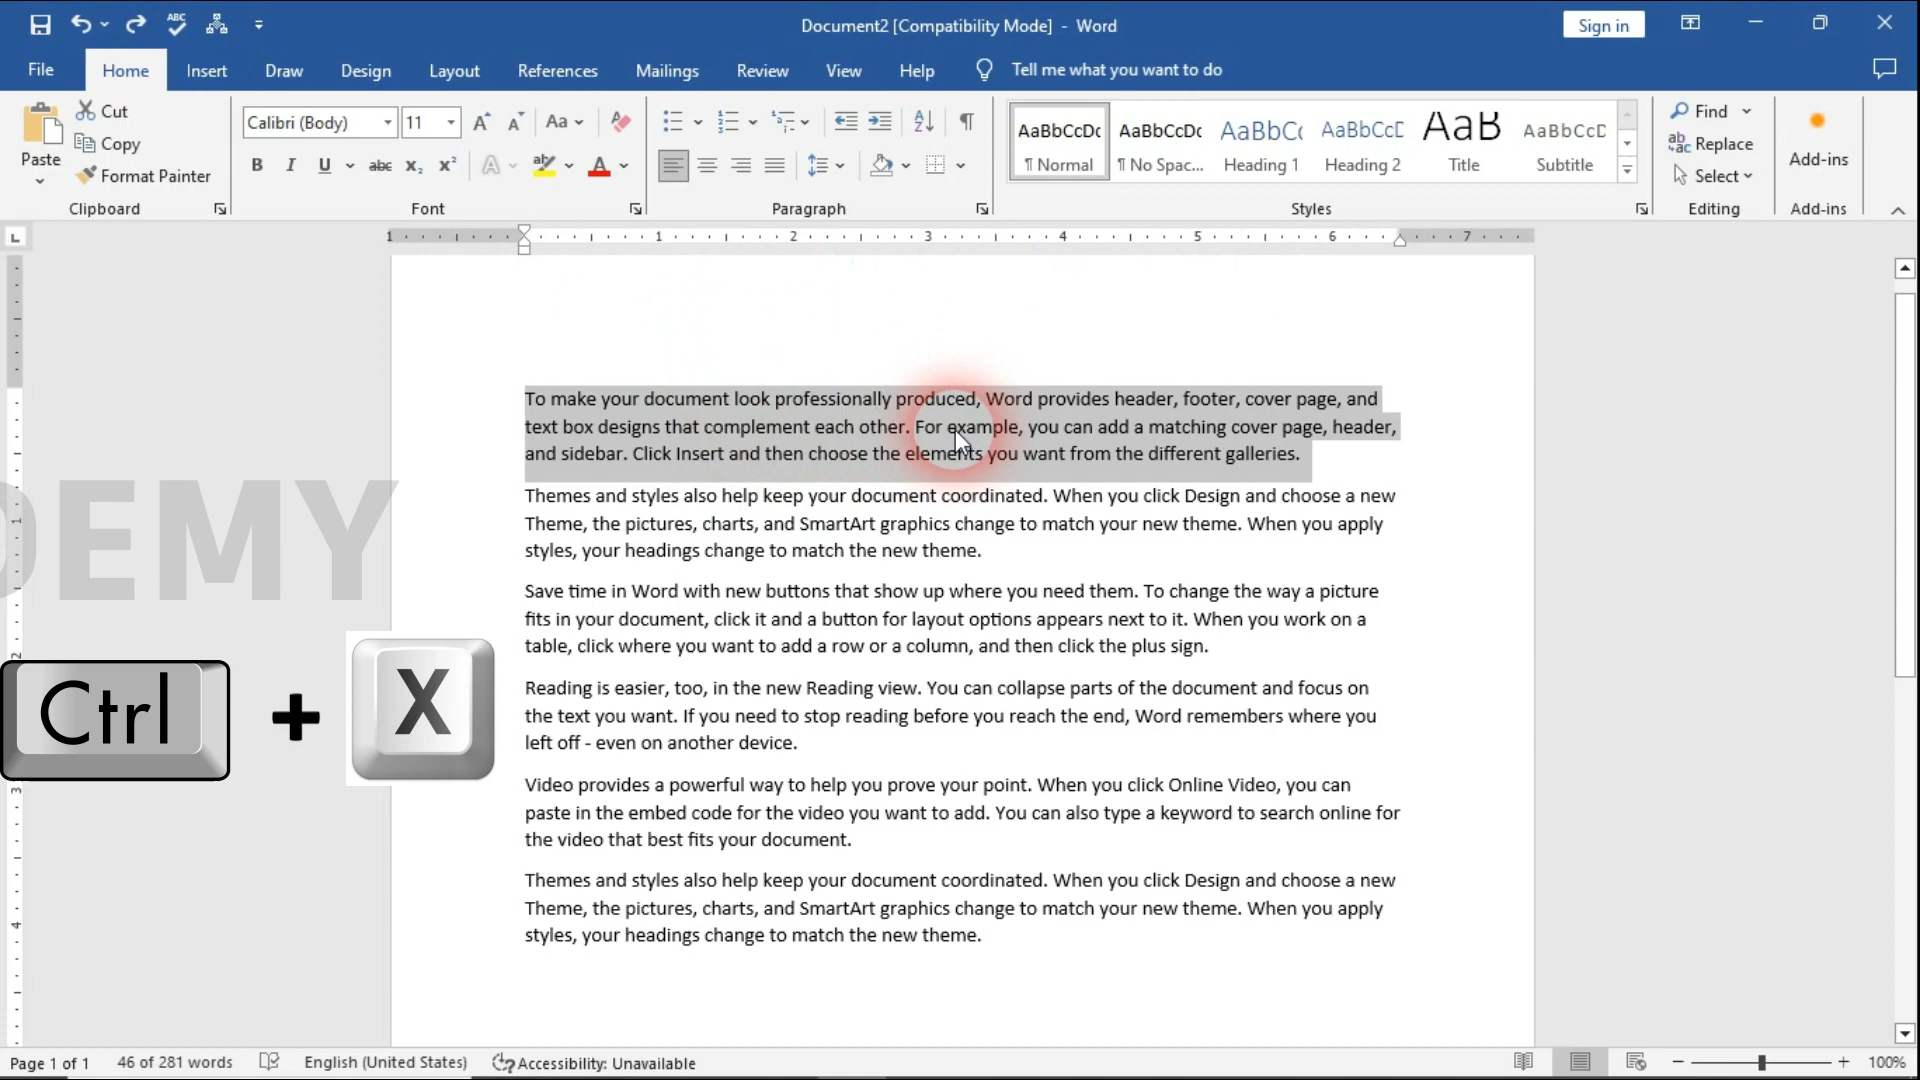 Document2 [Compatibility Mode] - Word
Sign in
File Home Insert Draw Design Layout References Mailings Review View Help Tell me what you want to do
Paste
Cut
Copy
Format Painter
Clipboard
Calibri (Body) 11
Aa
B I U abc x₂ x² A ab A
Font
Paragraph
AaBbCcDc
¶ Normal
AaBbCcDc
¶ No Spac...
AaBbCc
Heading 1
AaBbCcD
Heading 2
AaB
Title
AaBbCcD
Subtitle
Styles
Find
Replace
Select
Editing
Add-ins
Add-ins
1 1 2 3 4 5 6 7
To make your document look professionally produced, Word provides header, footer, cover page, and
text box designs that complement each other. For example, you can add a matching cover page, header,
and sidebar. Click Insert and then choose the elements you want from the different galleries.
Themes and styles also help keep your document coordinated. When you click Design and choose a new
Theme, the pictures, charts, and SmartArt graphics change to match your new theme. When you apply
styles, your headings change to match the new theme.
Save time in Word with new buttons that show up where you need them. To change the way a picture
fits in your document, click it and a button for layout options appears next to it. When you work on a
table, click where you want to add a row or a column, and then click the plus sign.
Reading is easier, too, in the new Reading view. You can collapse parts of the document and focus on
the text you want. If you need to stop reading before you reach the end, Word remembers where you
left off - even on another device.
Video provides a powerful way to help you prove your point. When you click Online Video, you can
paste in the embed code for the video you want to add. You can also type a keyword to search online for
the video that best fits your document.
Themes and styles also help keep your document coordinated. When you click Design and choose a new
Theme, the pictures, charts, and SmartArt graphics change to match your new theme. When you apply
styles, your headings change to match the new theme.
DEMY
Ctrl + X
Page 1 of 1 46 of 281 words English (United States) Accessibility: Unavailable 100%